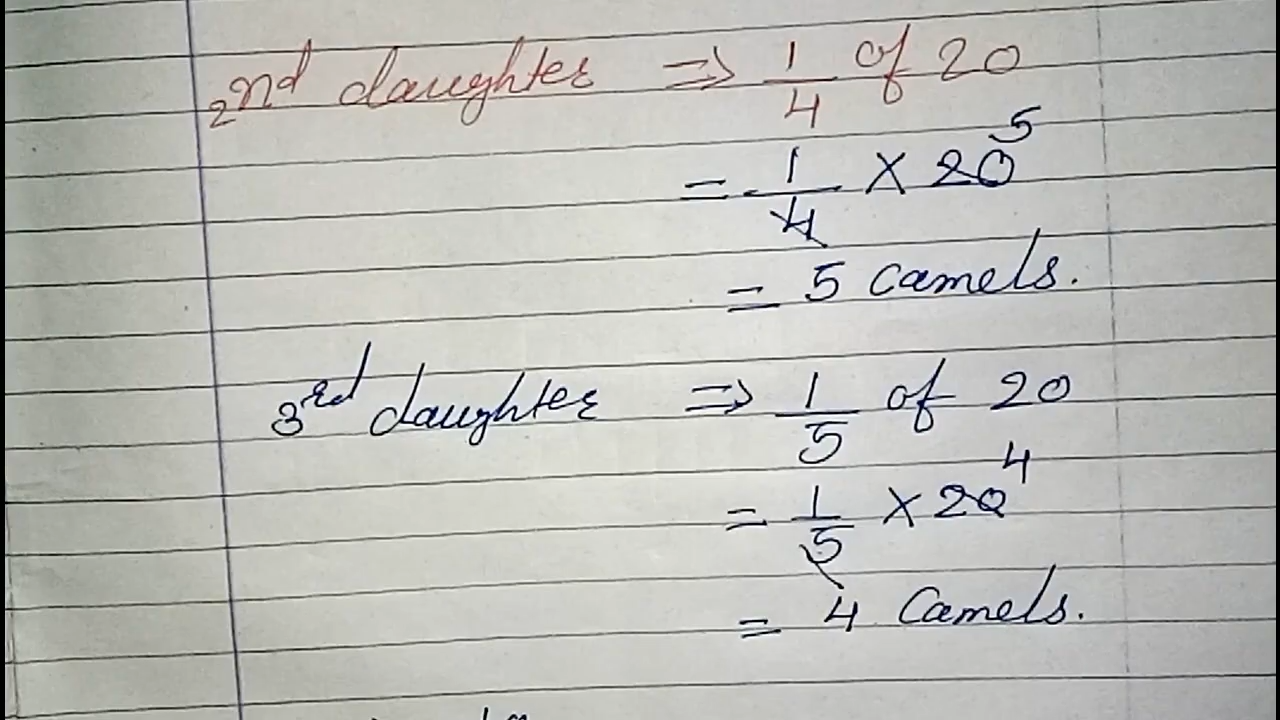 2nd daughter ⇒ 1/4 of 20
= 1/4 × 20 5
= 5 camels.
3rd daughter ⇒ 1/5 of 20
= 1/5 × 20 4
= 4 Camels.